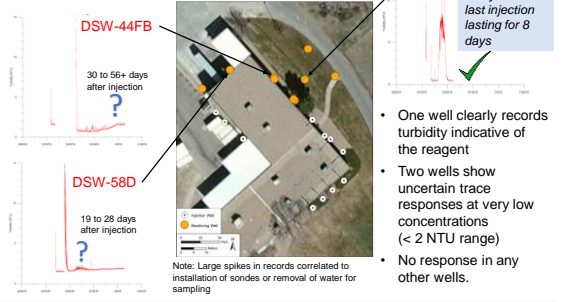 DSW-44FB
30 to 56+ days
after injection
?
DSW-58D
19 to 28 days
after injection
?
Injection Well
Monitoring Well
Note: Large spikes in records correlated to
installation of sondes or removal of water for
sampling
last injection
lasting for 8
days
• One well clearly records
turbidity indicative of
the reagent
• Two wells show
uncertain trace
responses at very low
concentrations
(< 2 NTU range)
• No response in any
other wells.